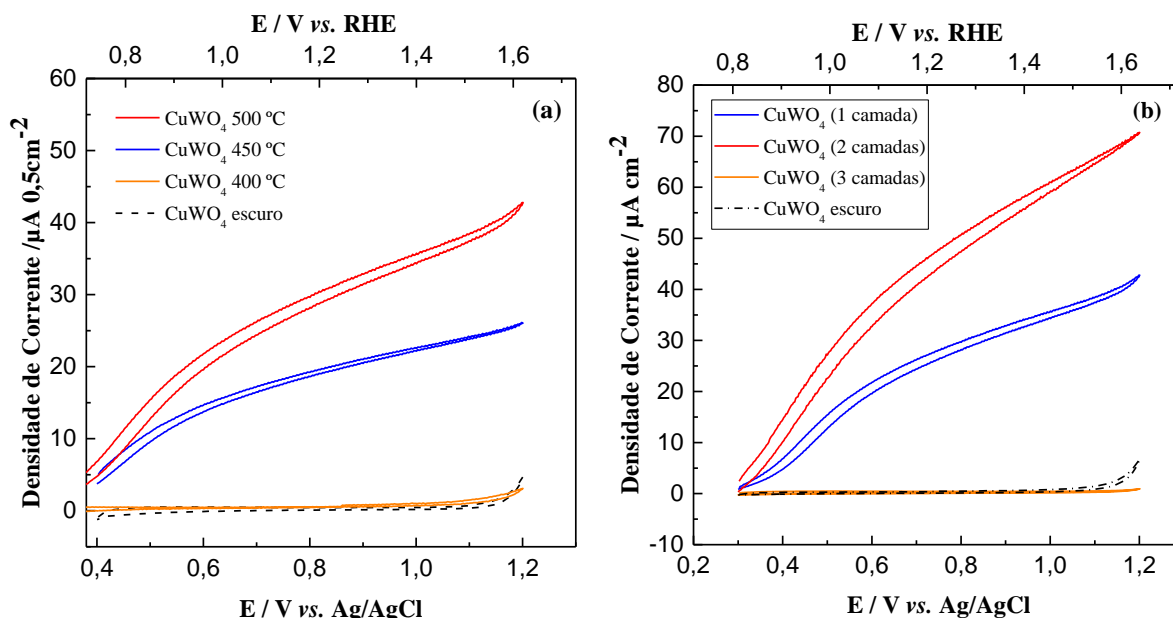 E / V vs. RHE
0,8 1,0 1,2 1,4 1,6
60
50
40
30
20
10
0
Densidade de Corrente /µA 0,5cm-2
(a)
CuWO4 500 ºC
CuWO4 450 ºC
CuWO4 400 ºC
CuWO4 escuro
0,4 0,6 0,8 1,0 1,2
E / V vs. Ag/AgCl
E / V vs. RHE
0,8 1,0 1,2 1,4 1,6
80
70
60
50
40
30
20
10
0
-10
Densidade de Corrente / µA cm-2
(b)
CuWO4 (1 camada)
CuWO4 (2 camadas)
CuWO4 (3 camadas)
CuWO4 escuro
0,2 0,4 0,6 0,8 1,0 1,2
E / V vs. Ag/AgCl